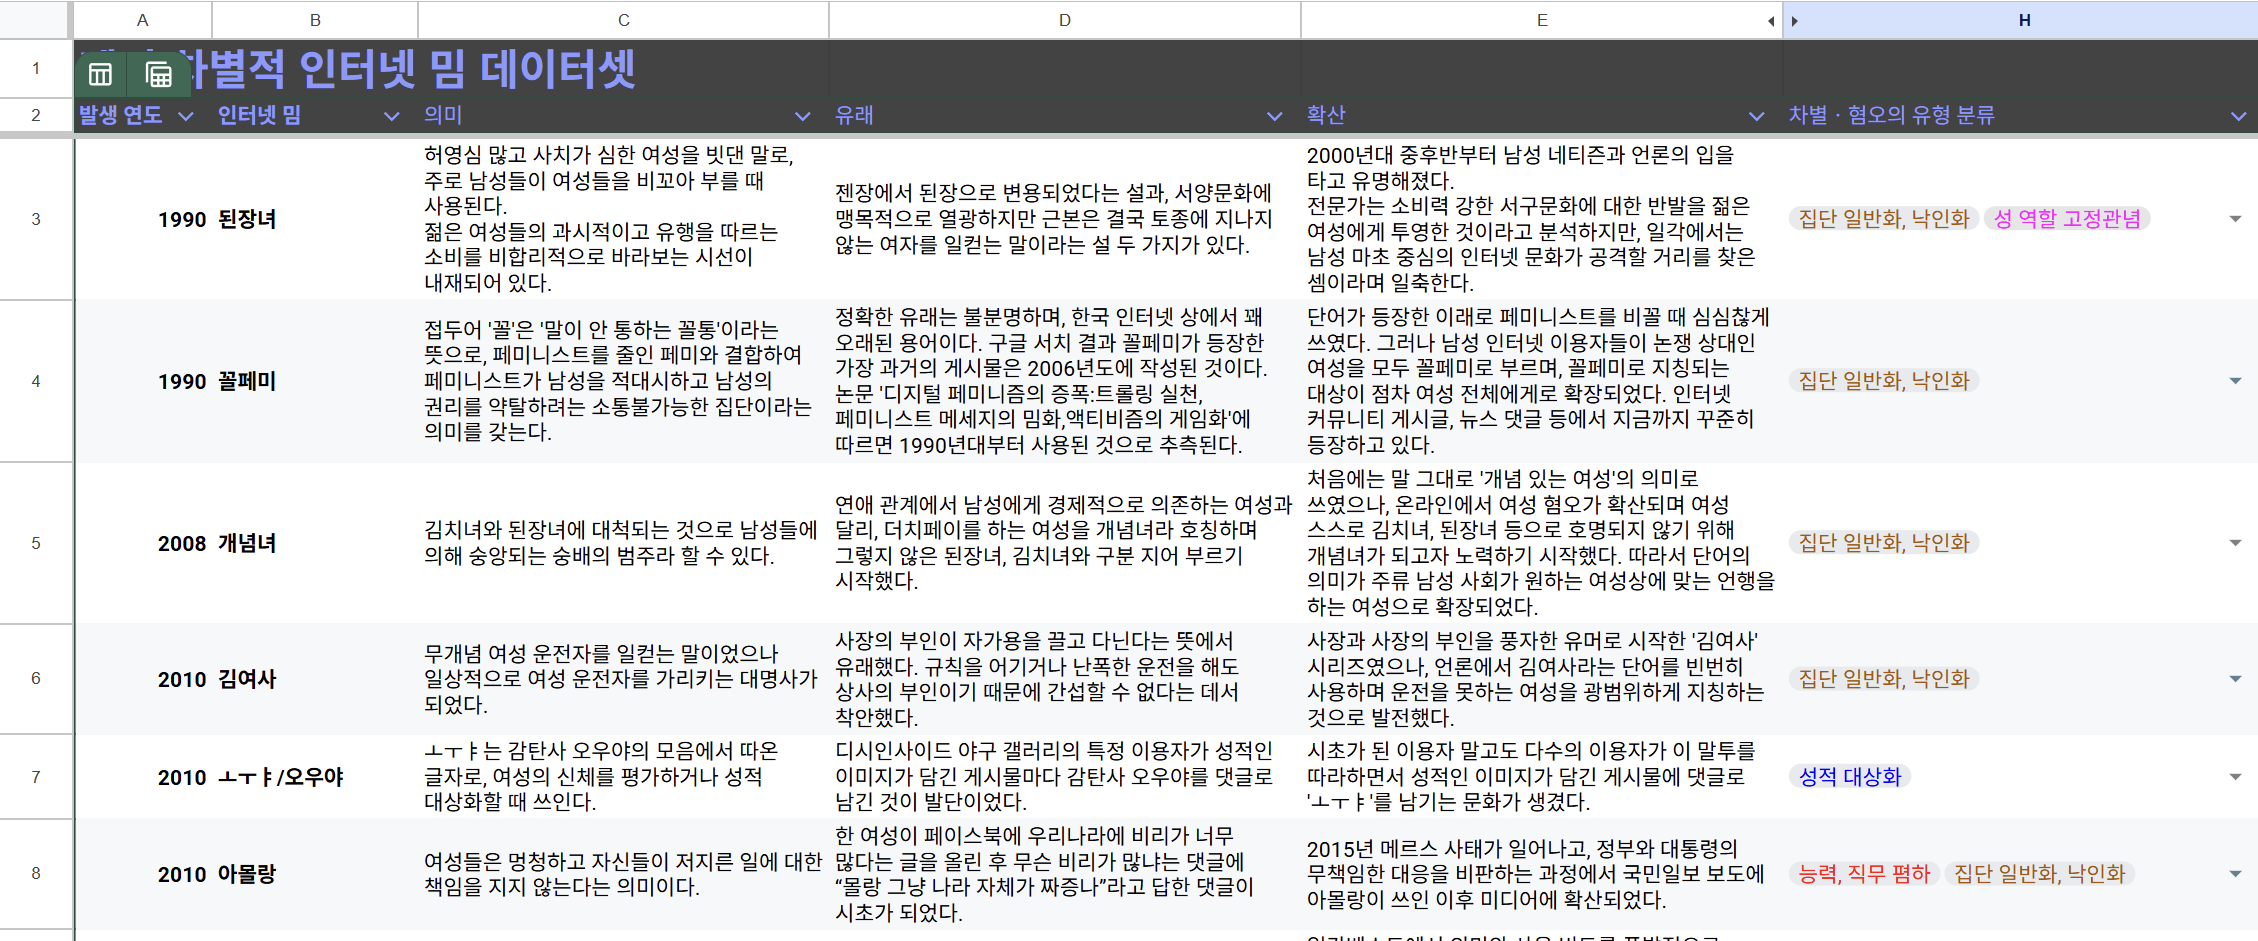 A B C D E H
1 차별적 인터넷 밈 데이터셋
2 발생 연도 인터넷 밈 의미 유래 확산 차별 · 혐오의 유형 분류
3
1990 된장녀
허영심 많고 사치가 심한 여성을 빗댄 말로,
주로 남성들이 여성들을 비꼬아 부를 때
사용된다.
젊은 여성들의 과시적이고 유행을 따르는
소비를 비합리적으로 바라보는 시선이
내재되어 있다.
젠장에서 된장으로 변용되었다는 설과, 서양문화에
맹목적으로 열광하지만 근본은 결국 토종에 지나지
않는 여자를 일컫는 말이라는 설 두 가지가 있다.
2000년대 중후반부터 남성 네티즌과 언론의 입을
타고 유명해졌다.
전문가는 소비력 강한 서구문화에 대한 반발을 젊은
여성에게 투영한 것이라고 분석하지만, 일각에서는
남성 마초 중심의 인터넷 문화가 공격할 거리를 찾은
셈이라며 일축한다.
집단 일반화, 낙인화 성 역할 고정관념
4
1990 꼴페미
접두어 '꼴'은 '말이 안 통하는 꼴통'이라는
뜻으로, 페미니스트를 줄인 페미와 결합하여
페미니스트가 남성을 적대시하고 남성의
권리를 약탈하려는 소통불가능한 집단이라는
의미를 갖는다.
정확한 유래는 불분명하며, 한국 인터넷 상에서 꽤
오래된 용어이다. 구글 서치 결과 꼴페미가 등장한
가장 과거의 게시물은 2006년도에 작성된 것이다.
논문 '디지털 페미니즘의 증폭:트롤링 실천,
페미니스트 메세지의 밈화,액티비즘의 게임화'에
따르면 1990년대부터 사용된 것으로 추측된다.
단어가 등장한 이래로 페미니스트를 비꼴 때 심심찮게
쓰였다. 그러나 남성 인터넷 이용자들이 논쟁 상대인
여성을 모두 꼴페미로 부르며, 꼴페미로 지칭되는
대상이 점차 여성 전체에게로 확장되었다. 인터넷
커뮤니티 게시글, 뉴스 댓글 등에서 지금까지 꾸준히
등장하고 있다.
집단 일반화, 낙인화
5
2008 개념녀
김치녀와 된장녀에 대척되는 것으로 남성들에
의해 숭앙되는 숭배의 범주라 할 수 있다.
연애 관계에서 남성에게 경제적으로 의존하는 여성과
달리, 더치페이를 하는 여성을 개념녀라 호칭하며
그렇지 않은 된장녀, 김치녀와 구분 지어 부르기
시작했다.
처음에는 말 그대로 '개념 있는 여성'의 의미로
쓰였으나, 온라인에서 여성 혐오가 확산되며 여성
스스로 김치녀, 된장녀 등으로 호명되지 않기 위해
개념녀가 되고자 노력하기 시작했다. 따라서 단어의
의미가 주류 남성 사회가 원하는 여성상에 맞는 언행을
하는 여성으로 확장되었다.
집단 일반화, 낙인화
6
2010 김여사
무개념 여성 운전자를 일컫는 말이었으나
일상적으로 여성 운전자를 가리키는 대명사가
되었다.
사장의 부인이 자가용을 끌고 다닌다는 뜻에서
유래했다. 규칙을 어기거나 난폭한 운전을 해도
상사의 부인이기 때문에 간섭할 수 없다는 데서
착안했다.
사장과 사장의 부인을 풍자한 유머로 시작한 '김여사'
시리즈였으나, 언론에서 김여사라는 단어를 빈번히
사용하며 운전을 못하는 여성을 광범위하게 지칭하는
것으로 발전했다.
집단 일반화, 낙인화
7
2010 ㅗㅜㅑ/오우야
ㅗㅜㅑ는 감탄사 오우야의 모음에서 따온
글자로, 여성의 신체를 평가하거나 성적
대상화할 때 쓰인다.
디시인사이드 야구 갤러리의 특정 이용자가 성적인
이미지가 담긴 게시물마다 감탄사 오우야를 댓글로
남긴 것이 발단이었다.
시초가 된 이용자 말고도 다수의 이용자가 이 말투를
따라하면서 성적인 이미지가 담긴 게시물에 댓글로
'ㅗㅜㅑ'를 남기는 문화가 생겼다.
성적 대상화
8
2010 아몰랑
여성들은 멍청하고 자신들이 저지른 일에 대한
책임을 지지 않는다는 의미이다.
한 여성이 페이스북에 우리나라에 비리가 너무
많다는 글을 올린 후 무슨 비리가 많냐는 댓글에
“몰랑 그냥 나라 자체가 짜증나”라고 답한 댓글이
시초가 되었다.
2015년 메르스 사태가 일어나고, 정부와 대통령의
무책임한 대응을 비판하는 과정에서 국민일보 보도에
아몰랑이 쓰인 이후 미디어에 확산되었다.
능력, 직무 폄하 집단 일반화, 낙인화